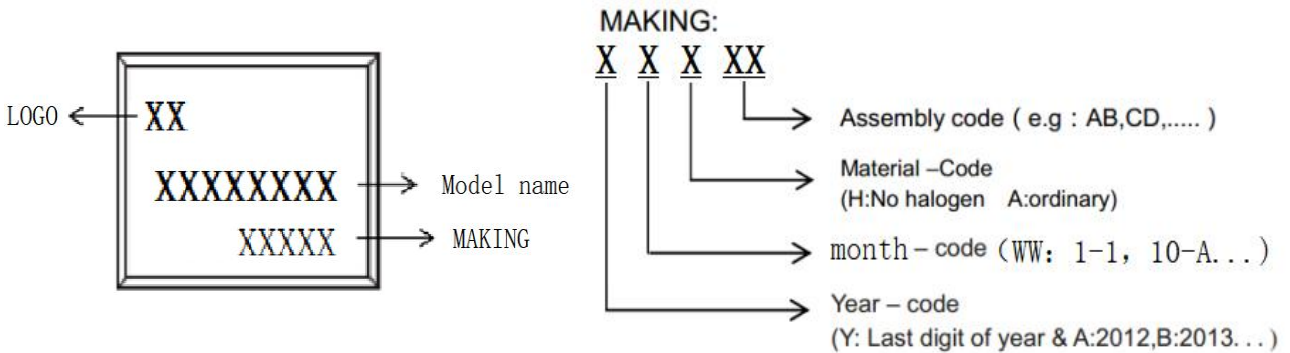 LOGO
XX
XXXXXXXX
Model name
XXXXX
MAKING
MAKING:
X X X XX
Assembly code ( e.g : AB,CD,..... )
Material –Code
(H:No halogen A:ordinary)
month – code (WW: 1-1, 10-A...)
Year – code
(Y: Last digit of year & A:2012,B:2013...)